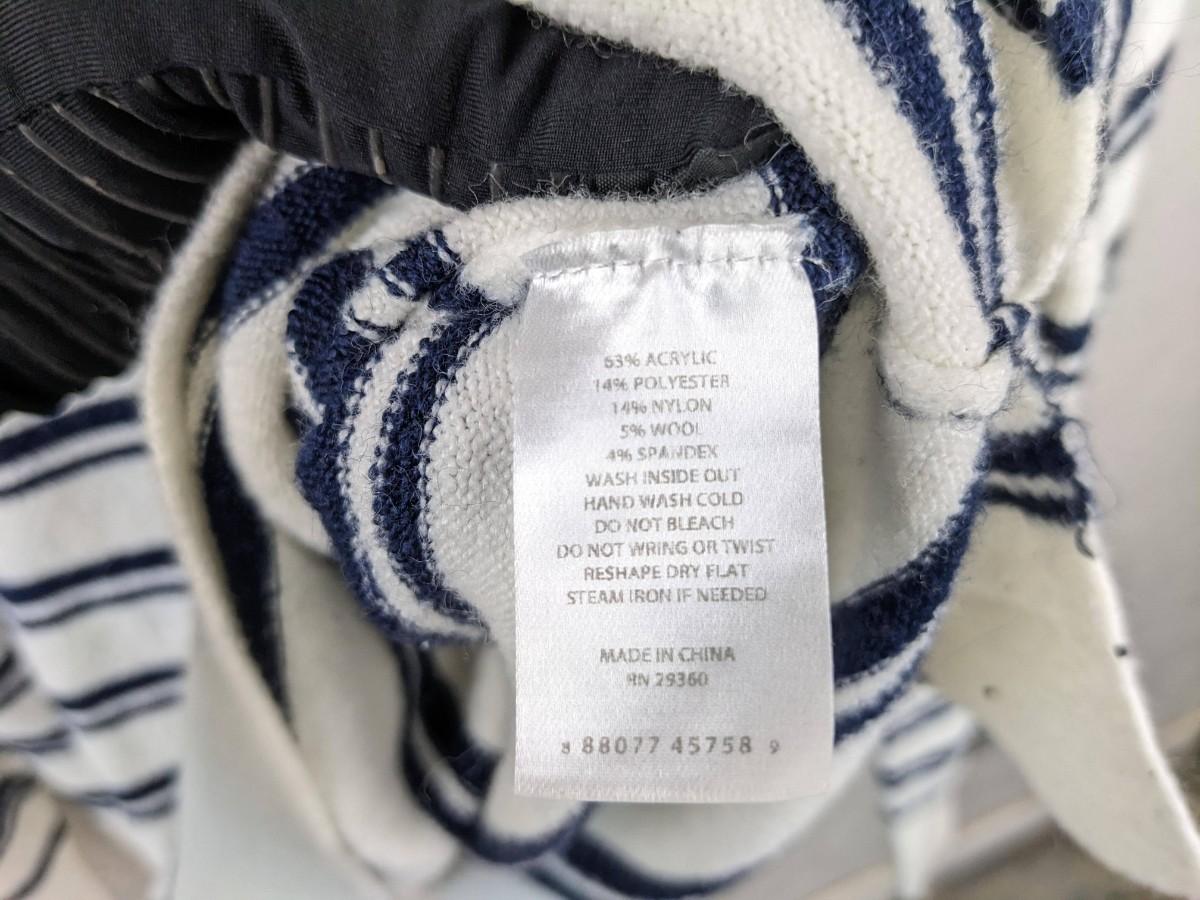 63% ACRYLIC
14% POLYESTER
14% NYLON
5% WOOL
4% SPANDEX
WASH INSIDE OUT
HAND WASH COLD
DO NOT BLEACH
DO NOT WRING OR TWIST
RESHAPE DRY FLAT
STEAM IRON IF NEEDED
MADE IN CHINA
RN 29360
8 88077 45758 9